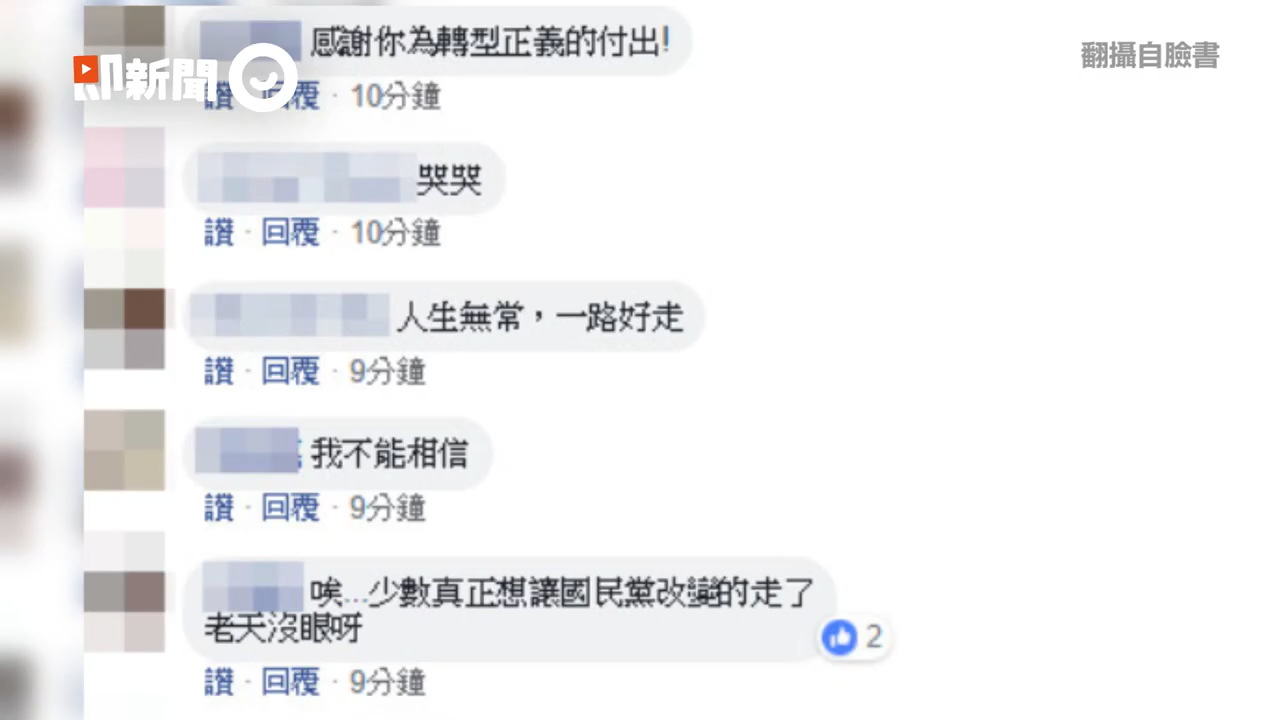 感謝你為轉型正義的付出!
即新聞
翻攝自臉書
讚 · 回覆 · 10分鐘
哭哭
讚 · 回覆 · 10分鐘
人生無常，一路好走
讚 · 回覆 · 9分鐘
我不能相信
讚 · 回覆 · 9分鐘
唉...少數真正想讓國民黨改變的走了
老天沒眼呀
2
讚 · 回覆 · 9分鐘